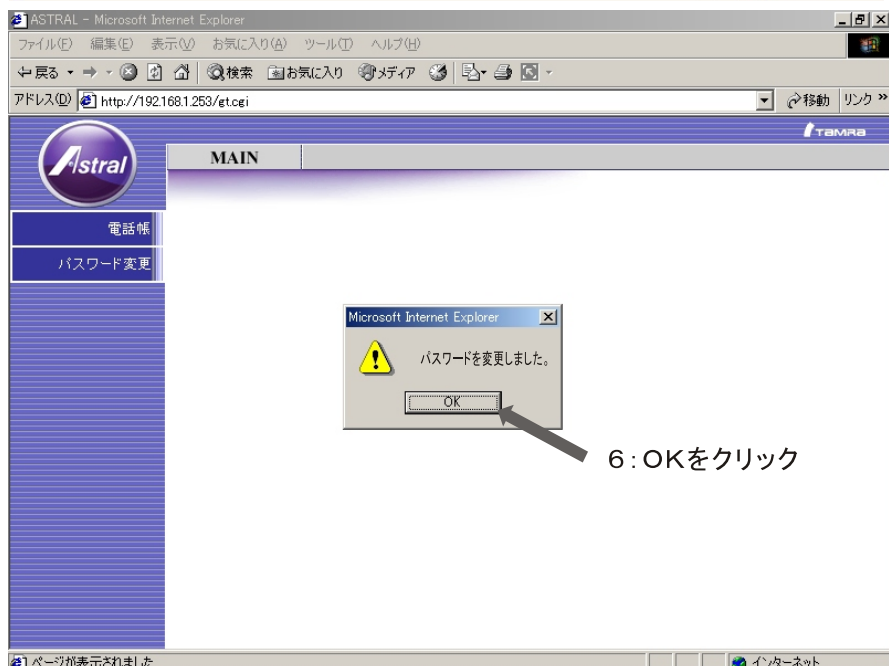 ASTRAL - Microsoft Internet Explorer
ファイル(F) 編集(E) 表示(V) お気に入り(A) ツール(T) ヘルプ(H)
戻る 検索 お気に入り メディア
アドレス(D) http://192.168.1.253/gt.cgi 移動 リンク »
TAMRA
Astral
MAIN
電話帳
パスワード変更
Microsoft Internet Explorer
パスワードを変更しました。
OK
6:OKをクリック
ページが表示されました インターネット